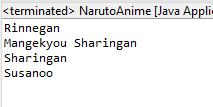 <terminated> NarutoAnime [Java Applic
Rinnegan
Mangekyou Sharingan
Sharingan
Susanoo